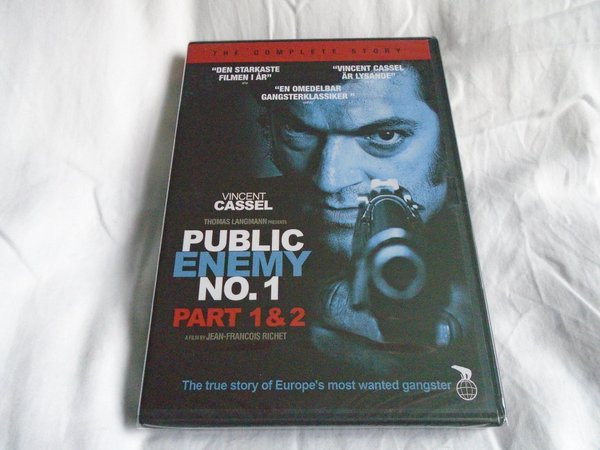 THE COMPLETE STORY
"DEN STARKASTE
FILMEN I ÅR"
"VINCENT CASSEL
ÄR LYSANDE"
"EN OMEDELBAR
GANGSTERKLASSIKER"
VINCENT
CASSEL
THOMAS LANGMANN PRESENTS
PUBLIC
ENEMY
NO.1
PART 1 & 2
A FILM BY JEAN-FRANCOIS RICHET
The true story of Europe's most wanted gangster